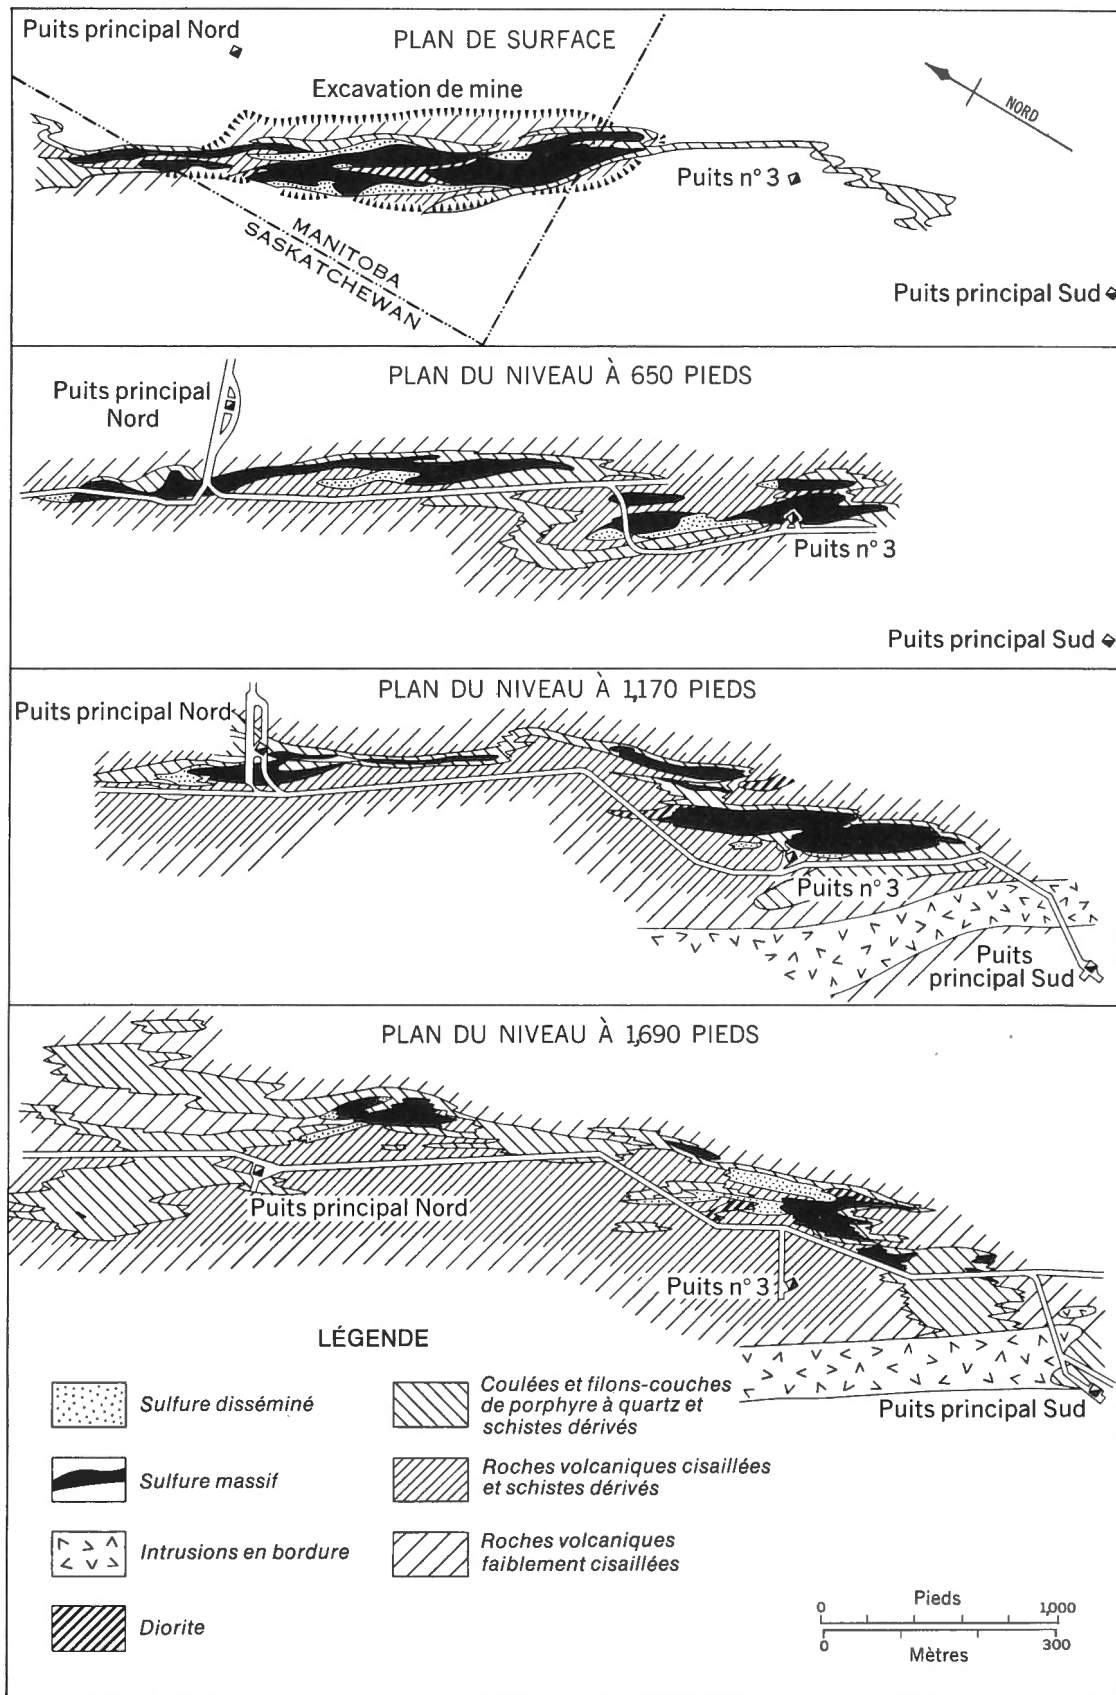 Puits principal Nord
PLAN DE SURFACE
Excavation de mine
NORD
Puits n° 3
MANITOBA
SASKATCHEWAN
Puits principal Sud
PLAN DU NIVEAU À 650 PIEDS
Puits principal
Nord
Puits n° 3
Puits principal Sud
PLAN DU NIVEAU À 1,170 PIEDS
Puits principal Nord
Puits n° 3
Puits
principal Sud
PLAN DU NIVEAU À 1,690 PIEDS
Puits principal Nord
Puits n° 3
Puits principal Sud
LÉGENDE
Sulfure disséminé
Sulfure massif
Intrusions en bordure
Diorite
Coulées et filons-couches
de porphyre à quartz et
schistes dérivés
Roches volcaniques cisaillées
et schistes dérivés
Roches volcaniques
faiblement cisaillées
Pieds
0 1,000
0 300
Mètres